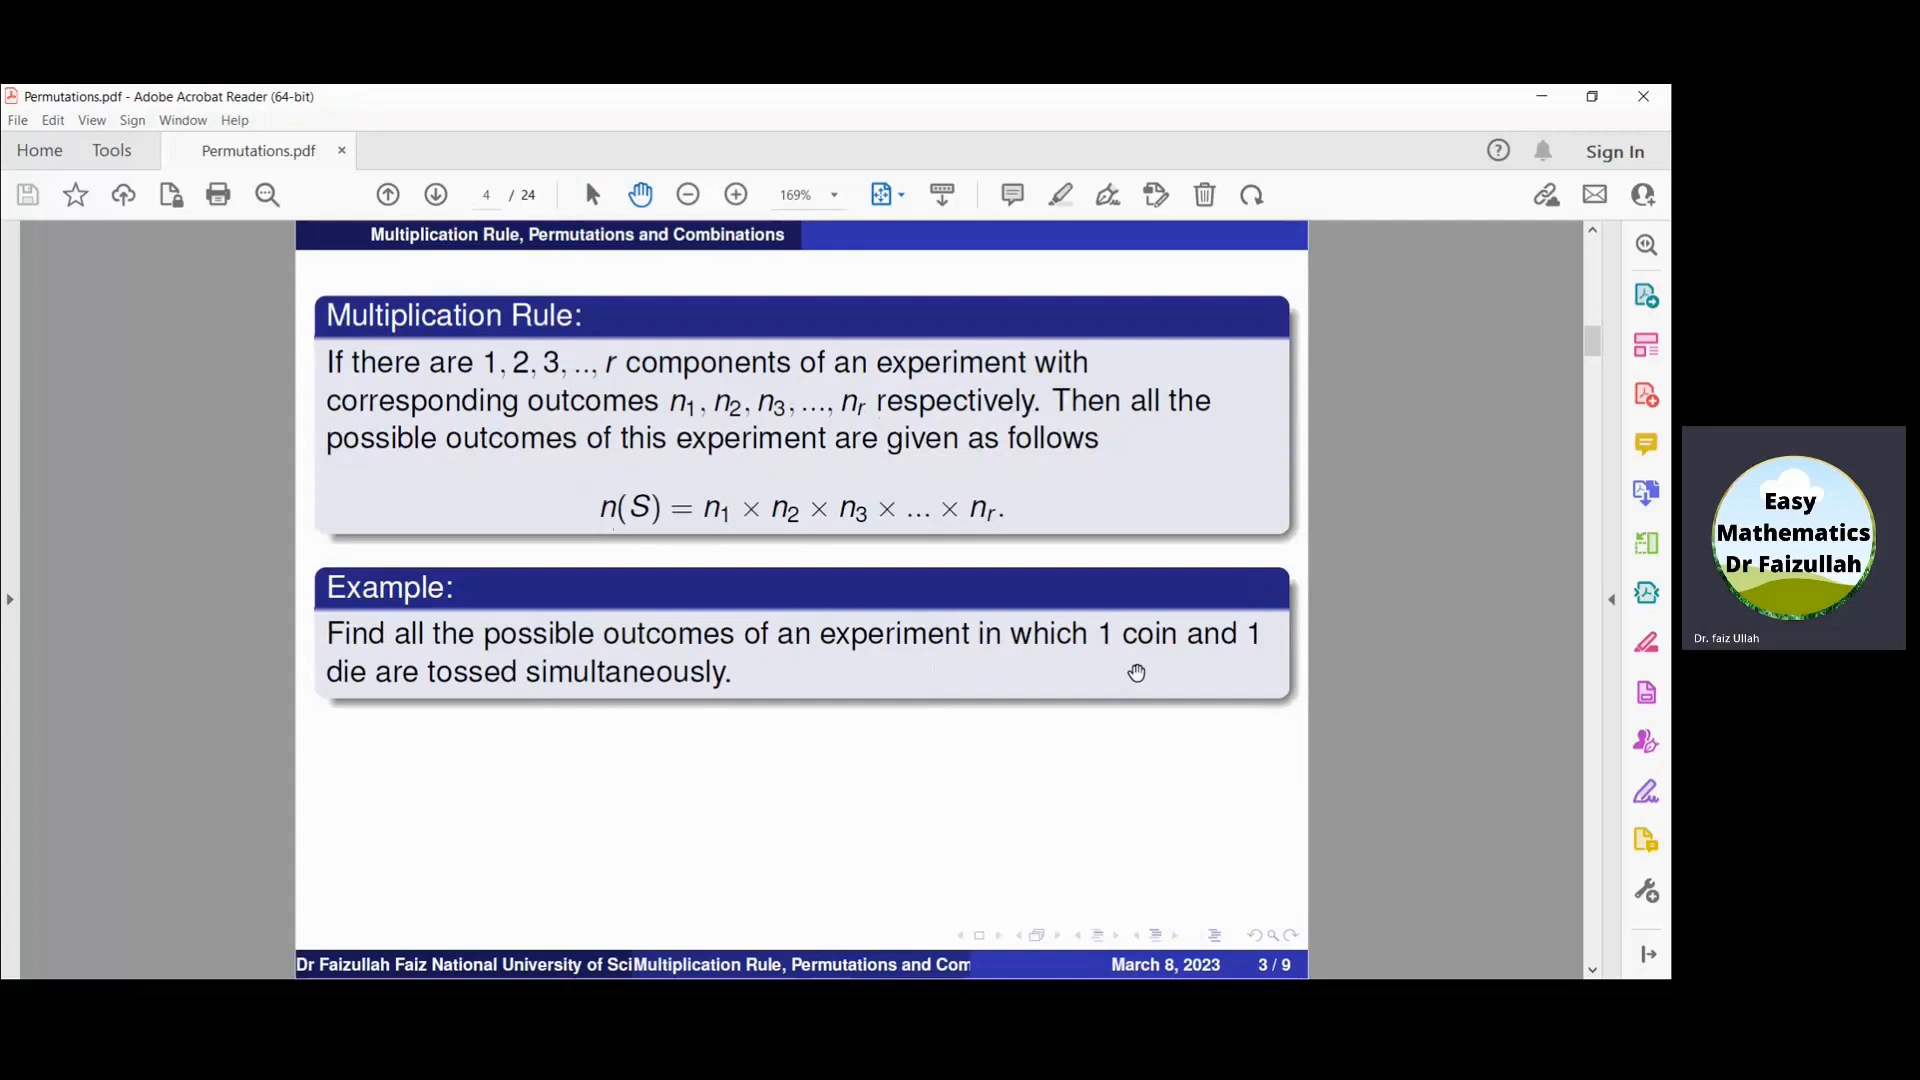 Permutations.pdf - Adobe Acrobat Reader (64-bit)
File Edit View Sign Window Help
Home Tools Permutations.pdf × Sign In
4 / 24 169%
Multiplication Rule, Permutations and Combinations
Multiplication Rule:
If there are 1, 2, 3, .., r components of an experiment with
corresponding outcomes n₁, n₂, n₃, ..., nᵣ respectively. Then all the
possible outcomes of this experiment are given as follows
n(S) = n₁ × n₂ × n₃ × ... × nᵣ.
Example:
Find all the possible outcomes of an experiment in which 1 coin and 1
die are tossed simultaneously.
Dr Faizullah Faiz National University of Sci Multiplication Rule, Permutations and Com March 8, 2023 3 / 9
Easy
Mathematics
Dr Faizullah
Dr. faiz Ullah